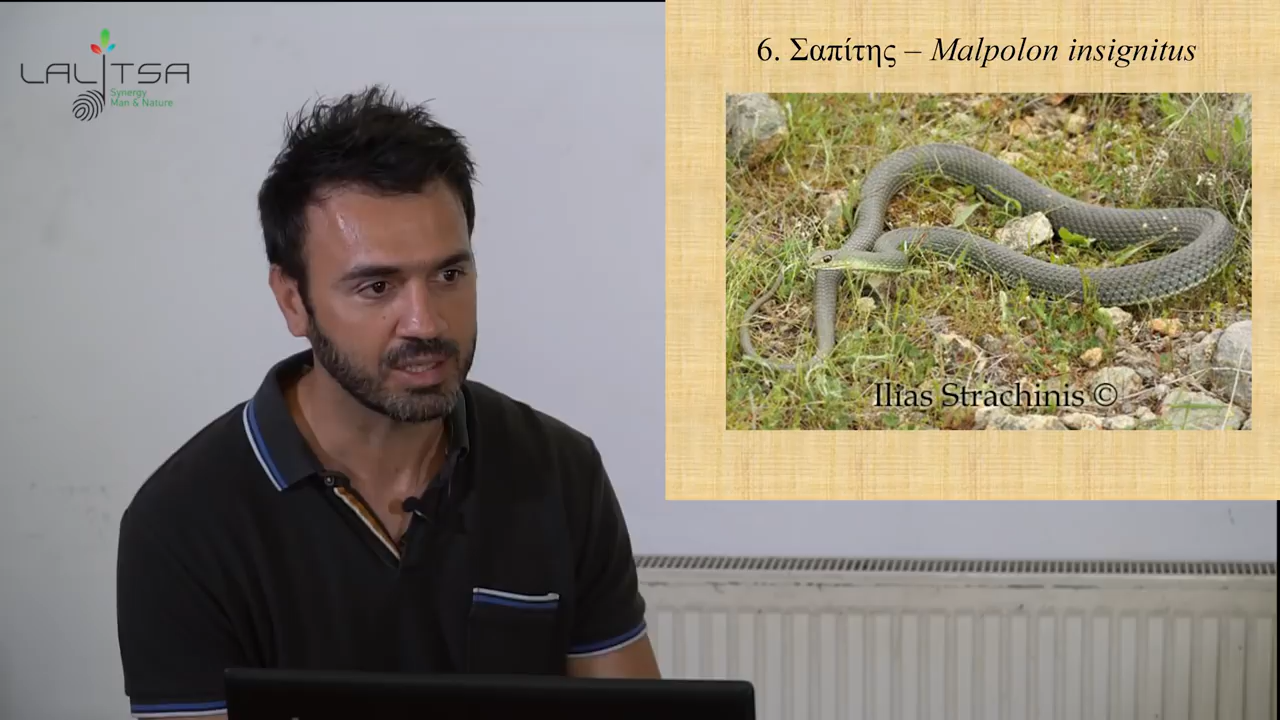 LALITSA
Synergy
Man & Nature
6. Σαπίτης – Malpolon insignitus
Ilias Strachinis ©